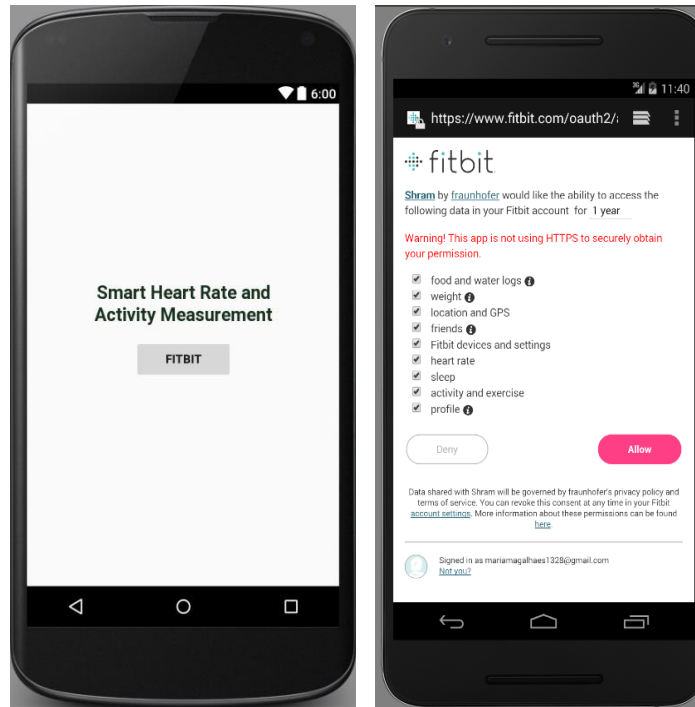 6:00
Smart Heart Rate and
Activity Measurement
FITBIT
3G 11:40
https://www.fitbit.com/oauth2/a
fitbit
Shram by fraunhofer would like the ability to access the
following data in your Fitbit account for 1 year
Warning! This app is not using HTTPS to securely obtain
your permission.
food and water logs
weight
location and GPS
friends
Fitbit devices and settings
heart rate
sleep
activity and exercise
profile
Deny
Allow
Data shared with Shram will be governed by fraunhofer's privacy policy and
terms of service. You can revoke this consent at any time in your Fitbit
account settings. More information about these permissions can be found
here.
Signed in as mariamagalhaes1328@gmail.com
Not you?